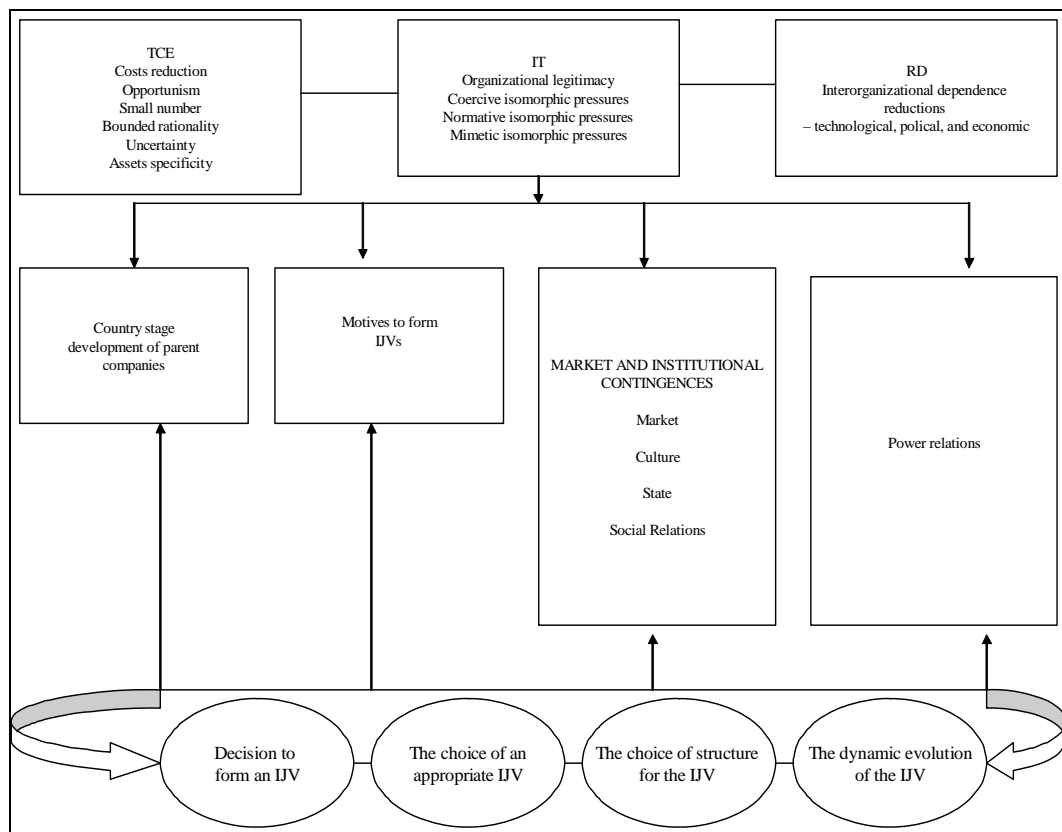 TCE
Costs reduction
Opportunism
Small number
Bounded rationality
Uncertainty
Assets specificity
IT
Organizational legitimacy
Coercive isomorphic pressures
Normative isomorphic pressures
Mimetic isomorphic pressures
RD
Interorganizational dependence
reductions
– technological, polical, and economic
Country stage
development of parent
companies
Motives to form
IJVs
MARKET AND INSTITUTIONAL
CONTINGENCES
Market
Culture
State
Social Relations
Power relations
Decision to
form an IJV
The choice of an
appropriate IJV
The choice of structure
for the IJV
The dynamic evolution
of the IJV